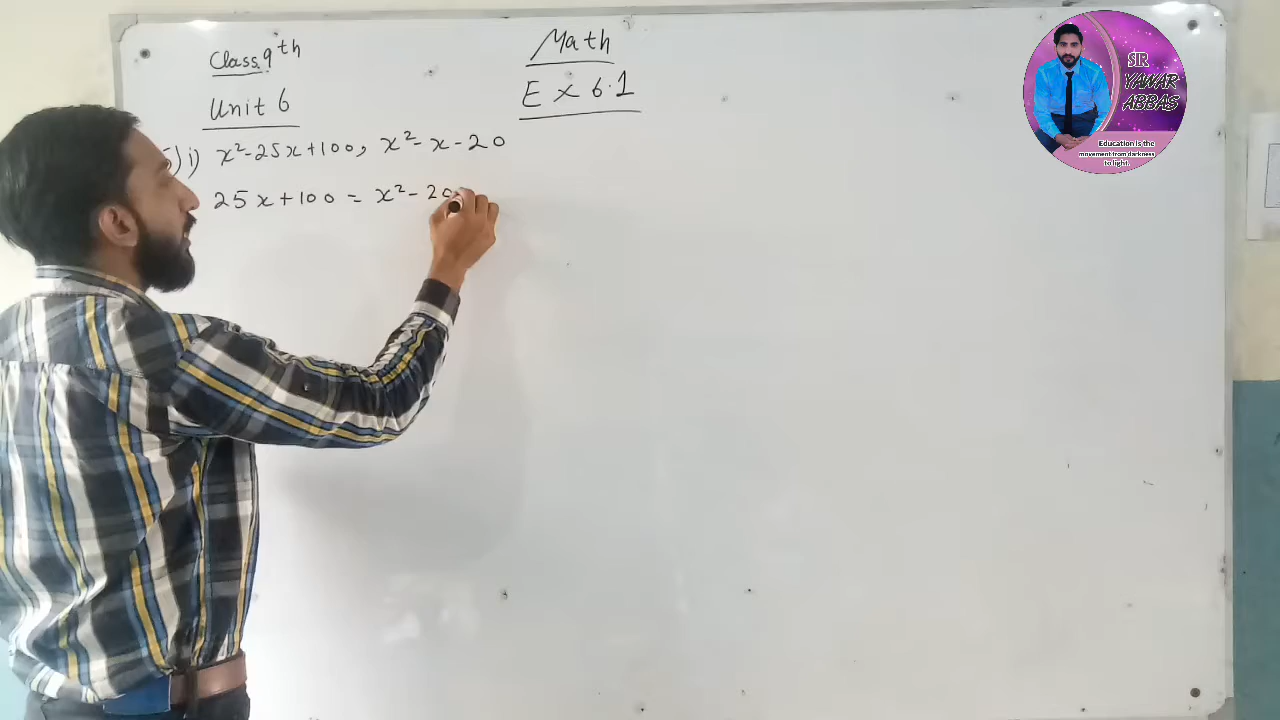 Class 9th
Math
Unit 6
Ex 6.1
5) i) x²-25x+100, x²-x-20
25x+100 = x²-20
SIR
YAWAR
ABBAS
Education is the
movement from darkness
to light.